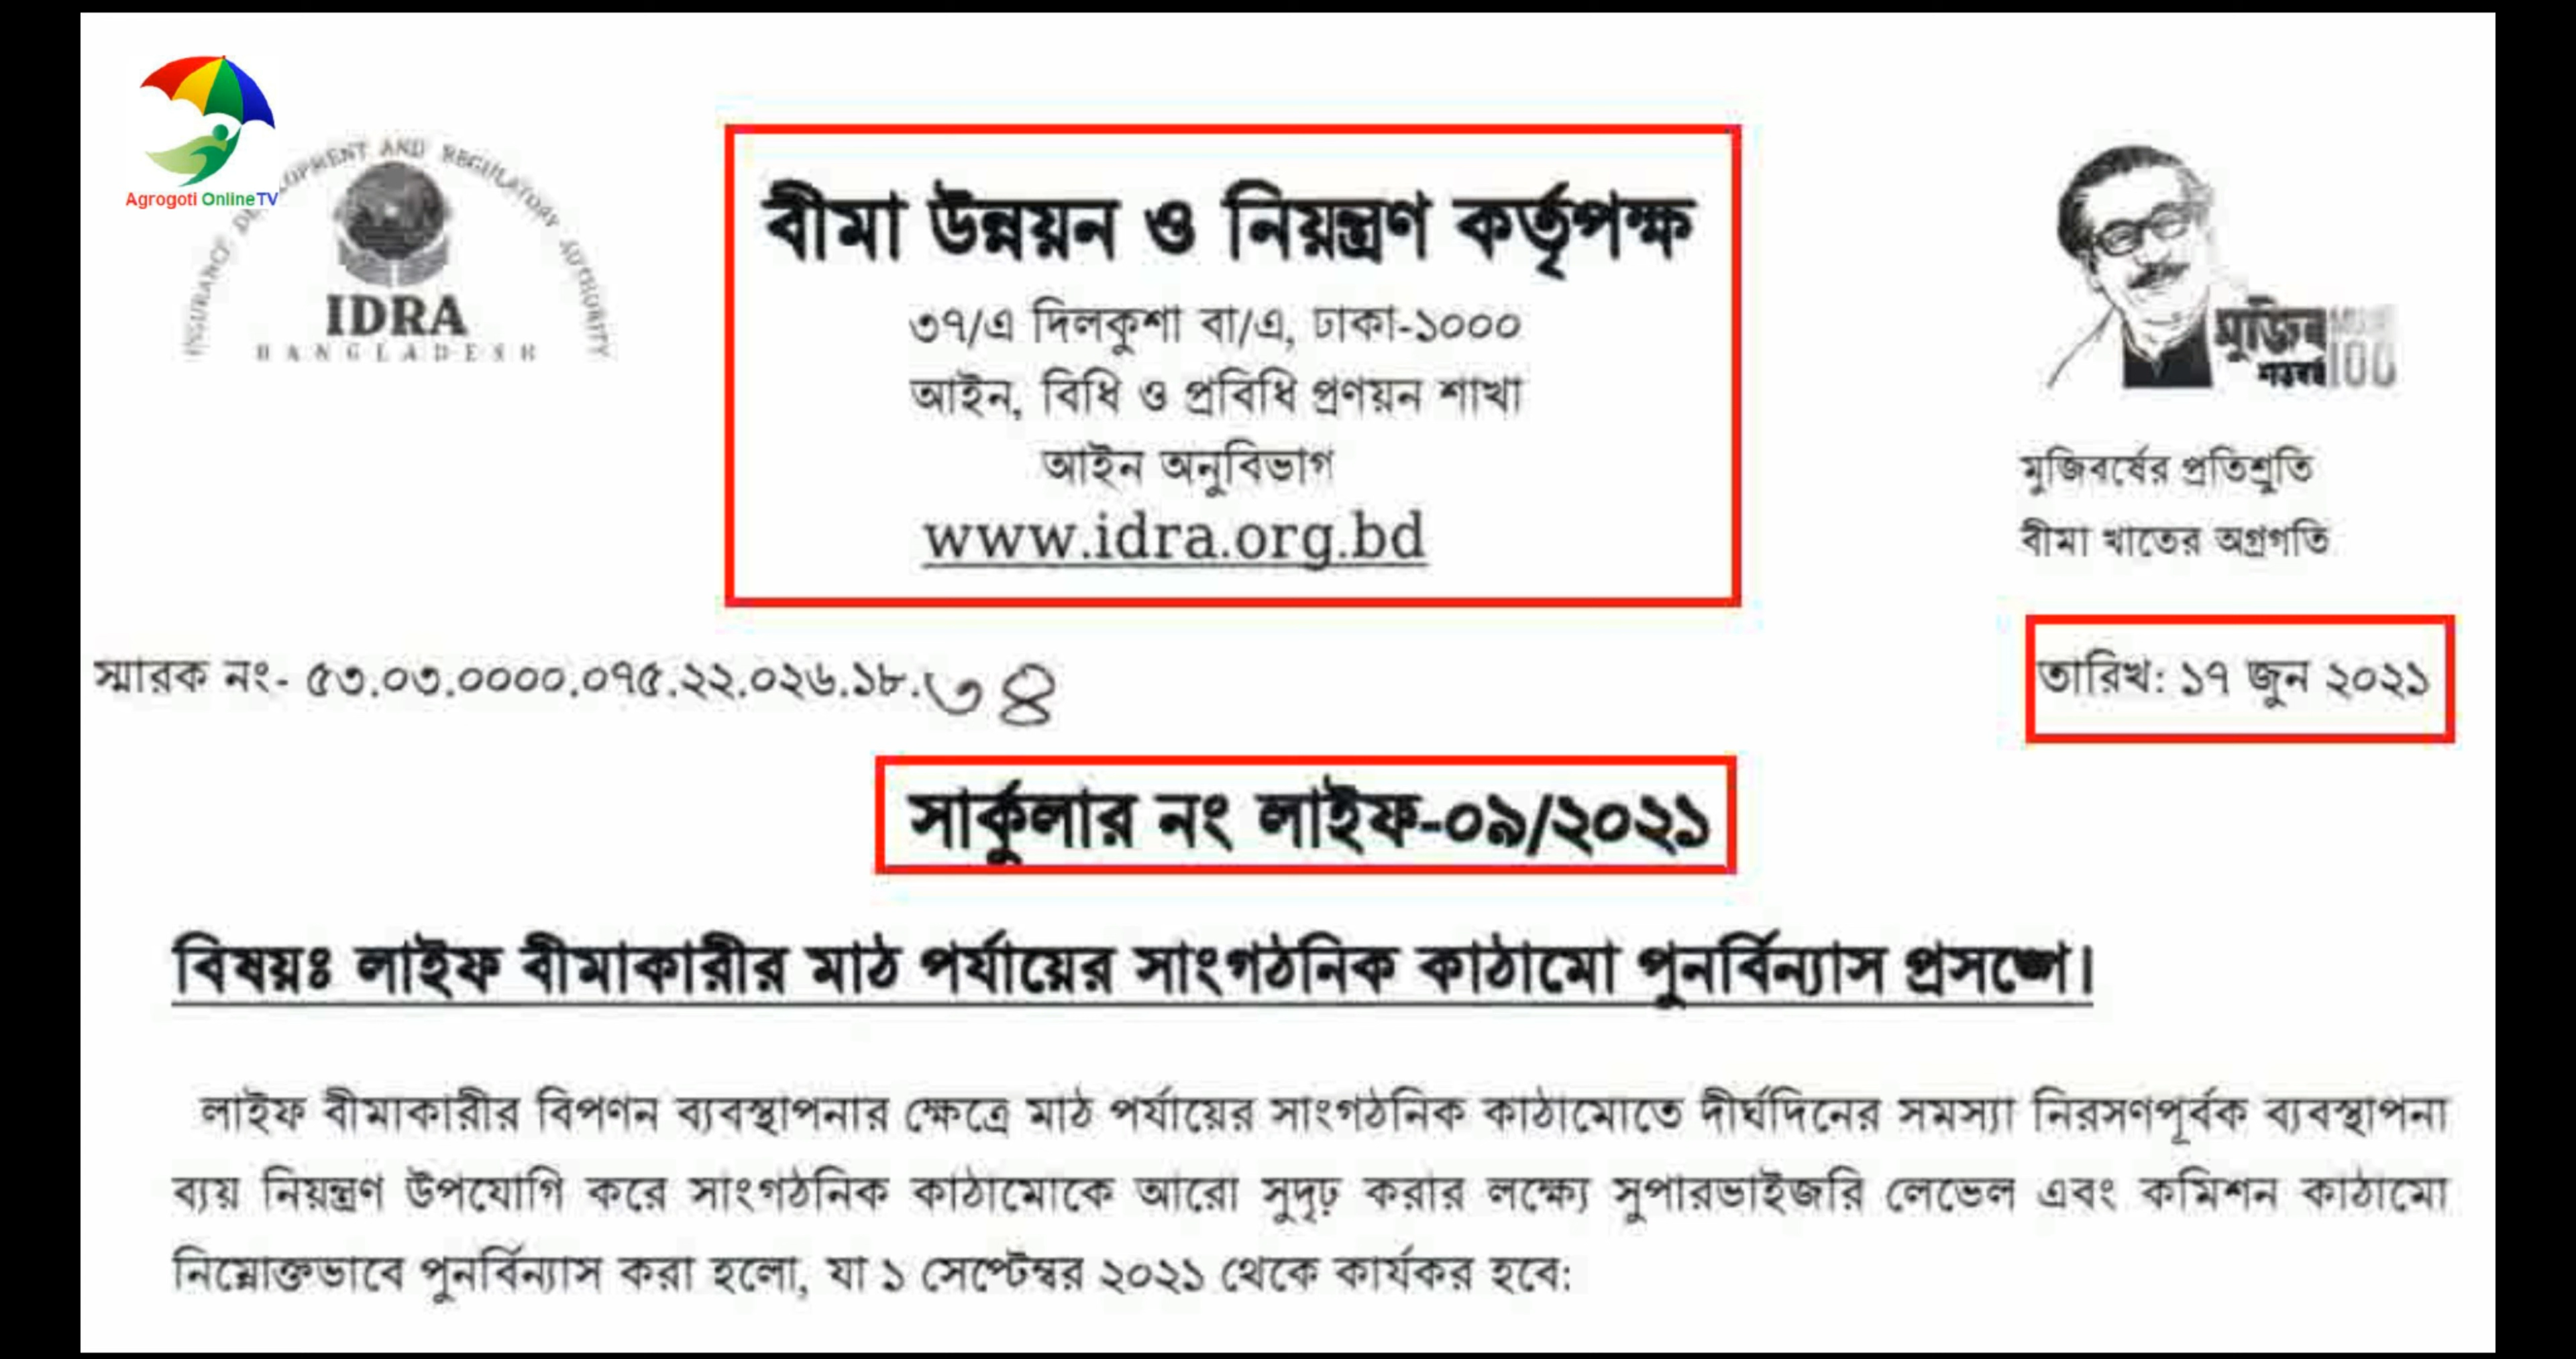 Agrogoti OnlineTV
INSURANCE DEVELOPMENT AND REGULATORY AUTHORITY
IDRA
BANGLADESH
বীমা উন্নয়ন ও নিয়ন্ত্রণ কর্তৃপক্ষ
৩৭/এ দিলকুশা বা/এ, ঢাকা-১০০০
আইন, বিধি ও প্রবিধি প্রণয়ন শাখা
আইন অনুবিভাগ
www.idra.org.bd
মুজিব
শতবর্ষ 100
মুজিবর্ষের প্রতিশ্রুতি
বীমা খাতের অগ্রগতি
স্মারক নং- ৫৩.০৩.০০০০.০৭৫.২২.০২৬.১৮.৩৪
তারিখ: ১৭ জুন ২০২১
সার্কুলার নং লাইফ-০৯/২০২১
বিষয়ঃ লাইফ বীমাকারীর মাঠ পর্যায়ের সাংগঠনিক কাঠামো পুনর্বিন্যাস প্রসঙ্গে।
লাইফ বীমাকারীর বিপণন ব্যবস্থাপনার ক্ষেত্রে মাঠ পর্যায়ের সাংগঠনিক কাঠামোতে দীর্ঘদিনের সমস্যা নিরসণপূর্বক ব্যবস্থাপনা
ব্যয় নিয়ন্ত্রণ উপযোগি করে সাংগঠনিক কাঠামোকে আরো সুদৃঢ় করার লক্ষ্যে সুপারভাইজরি লেভেল এবং কমিশন কাঠামো
নিম্নোক্তভাবে পুনর্বিন্যাস করা হলো, যা ১ সেপ্টেম্বর ২০২১ থেকে কার্যকর হবে: